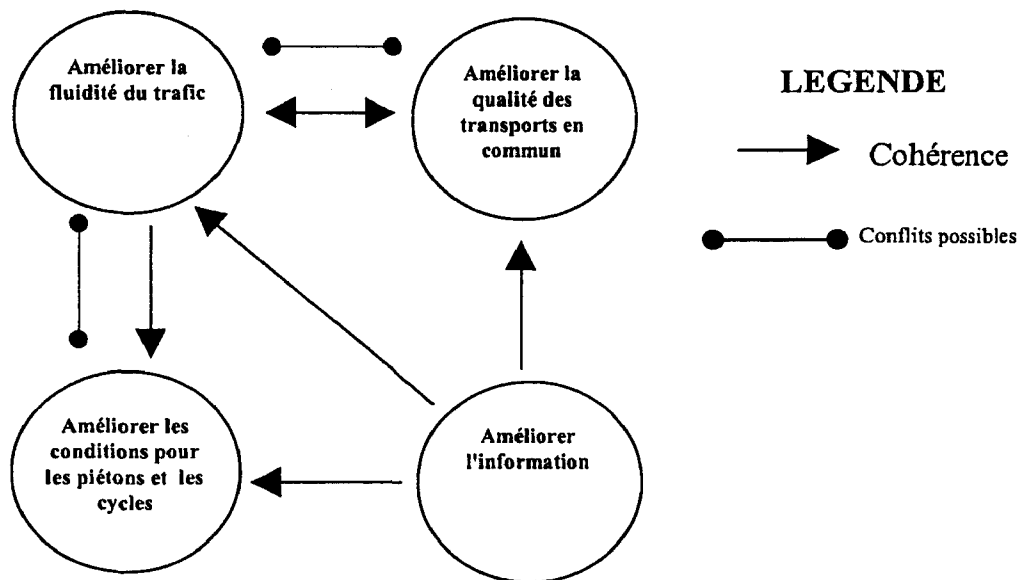 Améliorer la
fluidité du trafic
Améliorer la
qualité des
transports en
commun
LEGENDE
Cohérence
Conflits possibles
Améliorer les
conditions pour
les piétons et les
cycles
Améliorer
l'information